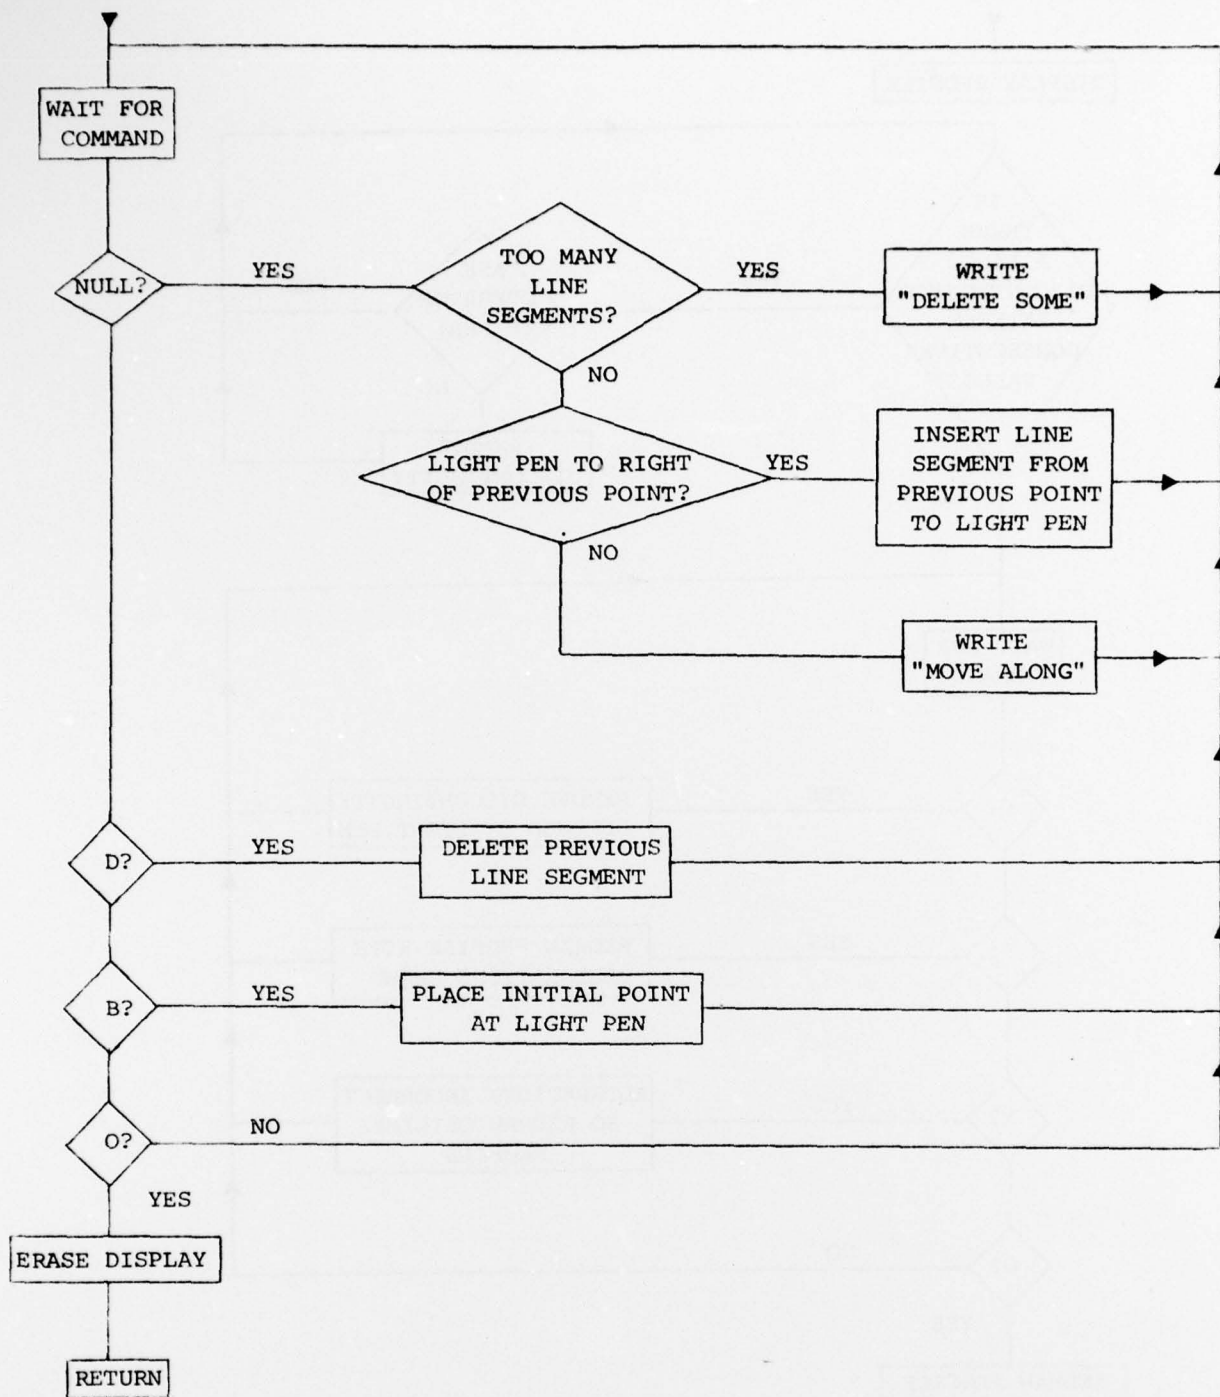 WAIT FOR
COMMAND
NULL?
YES
TOO MANY
LINE
SEGMENTS?
YES
WRITE
"DELETE SOME"
NO
LIGHT PEN TO RIGHT
OF PREVIOUS POINT?
YES
INSERT LINE
SEGMENT FROM
PREVIOUS POINT
TO LIGHT PEN
NO
WRITE
"MOVE ALONG"
D?
YES
DELETE PREVIOUS
LINE SEGMENT
B?
YES
PLACE INITIAL POINT
AT LIGHT PEN
O?
NO
YES
ERASE DISPLAY
RETURN